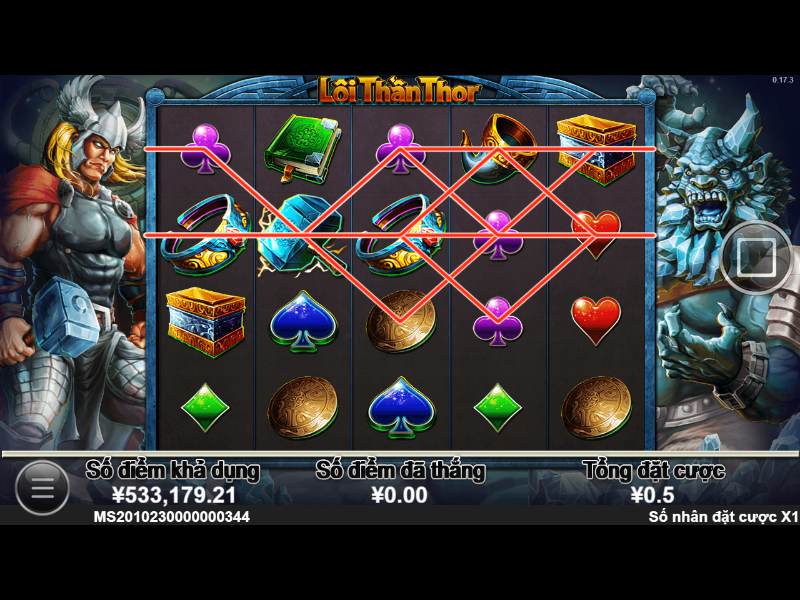 Lôi Thần Thor
0.17.3
Số điểm khả dụng
Số điểm đã thắng
Tổng đặt cược
¥533,179.21
¥0.00
¥0.5
MS2010230000000344
Số nhân đặt cược X1